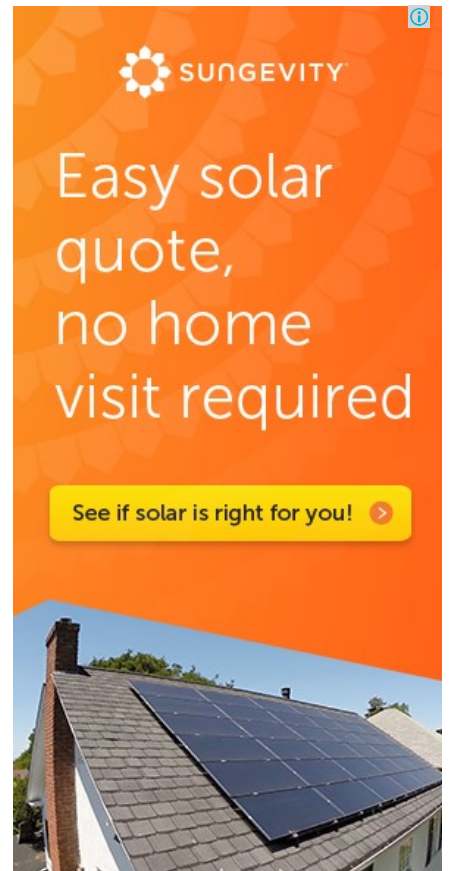 SUNGEVITY
Easy solar
quote,
no home
visit required
See if solar is right for you!